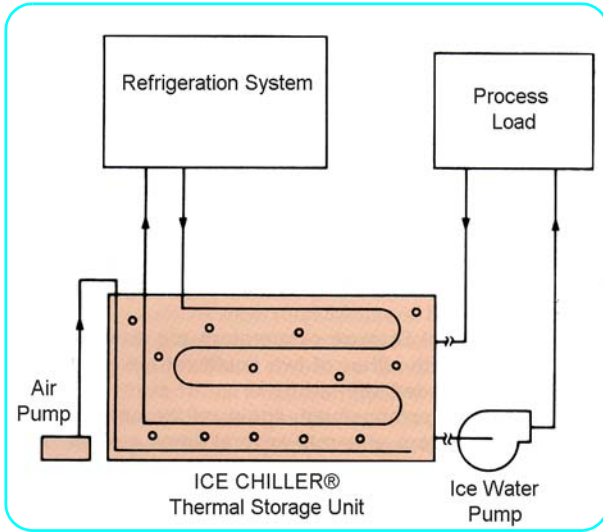 Refrigeration System
Process
Load
Air
Pump
ICE CHILLER®
Thermal Storage Unit
Ice Water
Pump